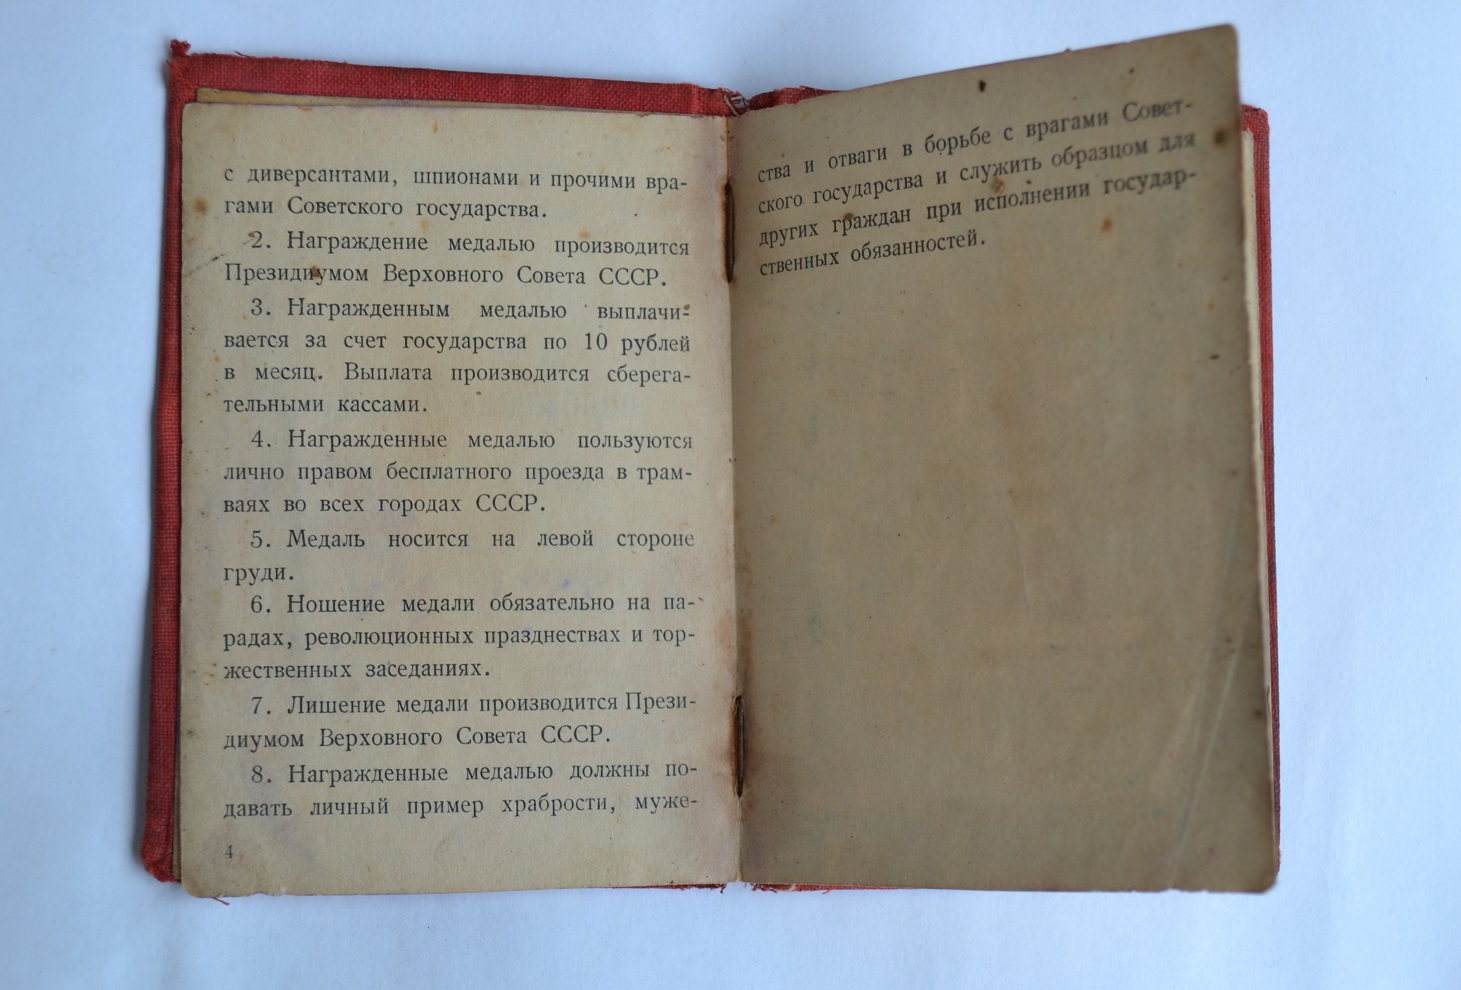 с диверсантами, шпионами и прочими вра-
гами Советского государства.
2. Награждение медалью производится
Президиумом Верховного Совета СССР.
3. Награжденным медалью выплачи-
вается за счет государства по 10 рублей
в месяц. Выплата производится сберега-
тельными кассами.
4. Награжденные медалью пользуются
лично правом бесплатного проезда в трам-
ваях во всех городах СССР.
5. Медаль носится на левой стороне
груди.
6. Ношение медали обязательно на па-
радах, революционных празднествах и тор-
жественных заседаниях.
7. Лишение медали производится Прези-
диумом Верховного Совета СССР.
8. Награжденные медалью должны по-
давать личный пример храбрости, муже-
4
ства и отваги в борьбе с врагами Совет-
ского государства и служить образцом для
других граждан при исполнении государ-
ственных обязанностей.